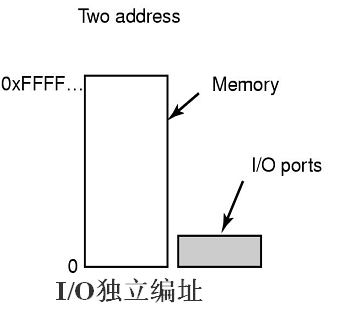 Two address
0xFFFF…
Memory
I/O ports
0
I/O独立编址